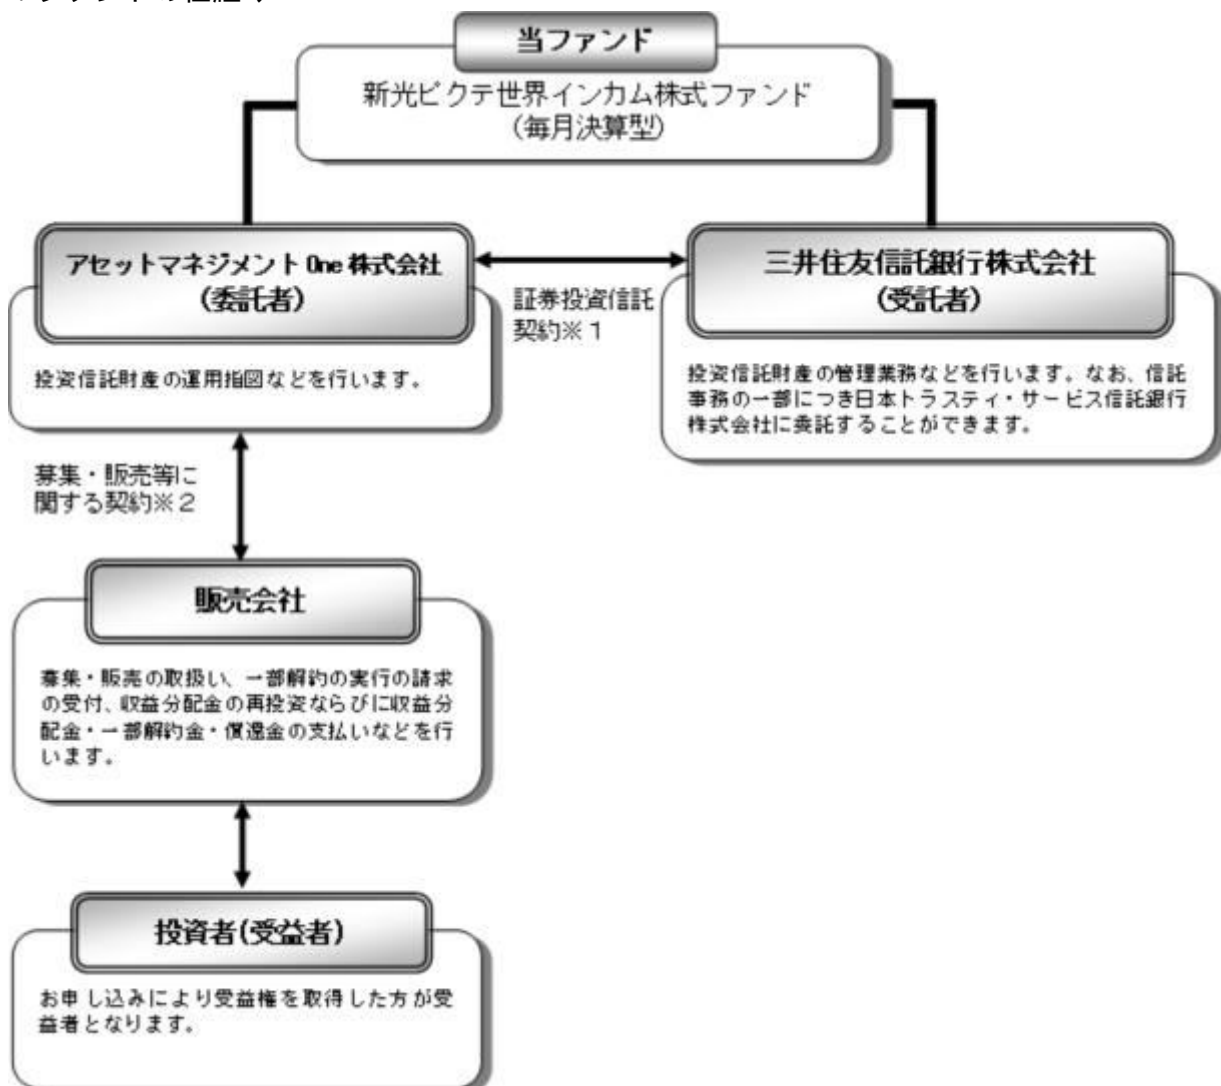 当ファンド
新光ピクテ世界インカム株式ファンド
(毎月決算型)
アセットマネジメント One 株式会社
(委託者)
投資信託財産の運用指図などを行います。
証券投資信託
契約※1
三井住友信託銀行株式会社
(受託者)
投資信託財産の管理業務などを行います。なお、信託
事務の一部につき日本トラスティ・サービス信託銀行
株式会社に委託することができます。
募集・販売等に
関する契約※2
販売会社
募集・販売の取扱い、一部解約の実行の請求
の受付、収益分配金の再投資ならびに収益分
配金・一部解約金・償還金の支払いなどを行
います。
投資者(受益者)
お申し込みにより受益権を取得した方が受
益者となります。